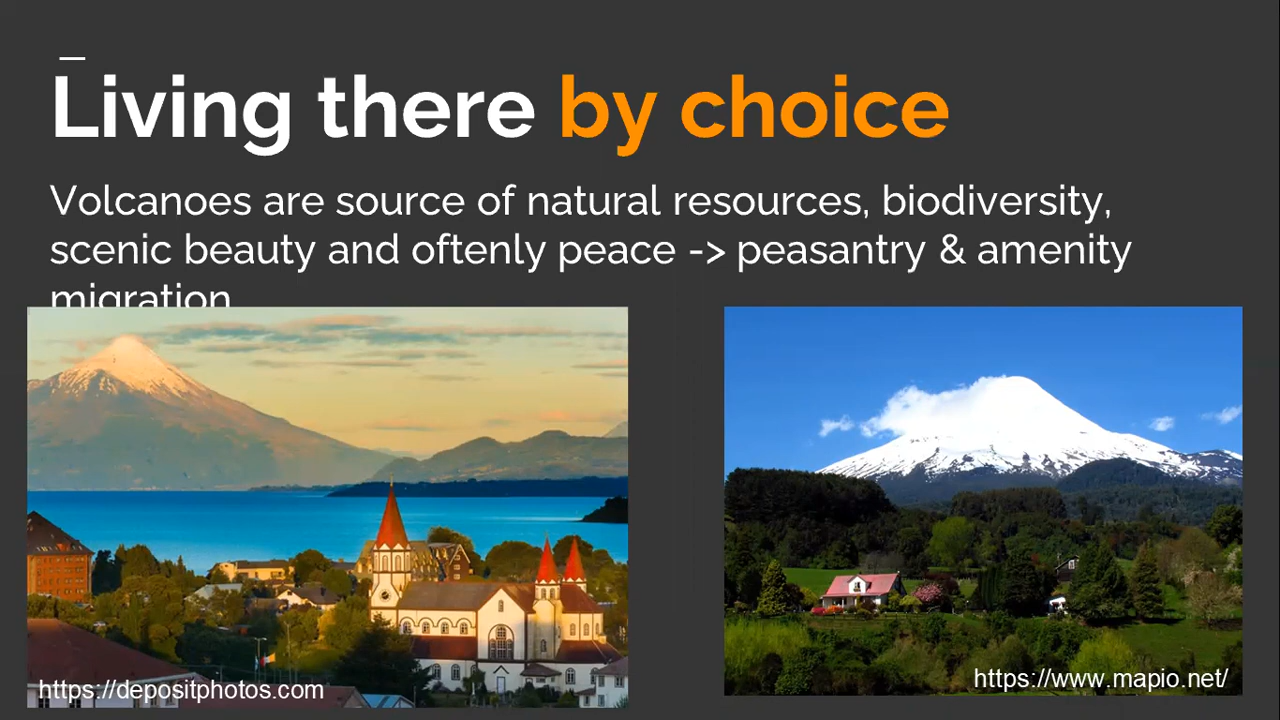 Living there by choice
Volcanoes are source of natural resources, biodiversity,
scenic beauty and oftenly peace -> peasantry & amenity
migration
https://depositphotos.com
https://www.mapio.net/